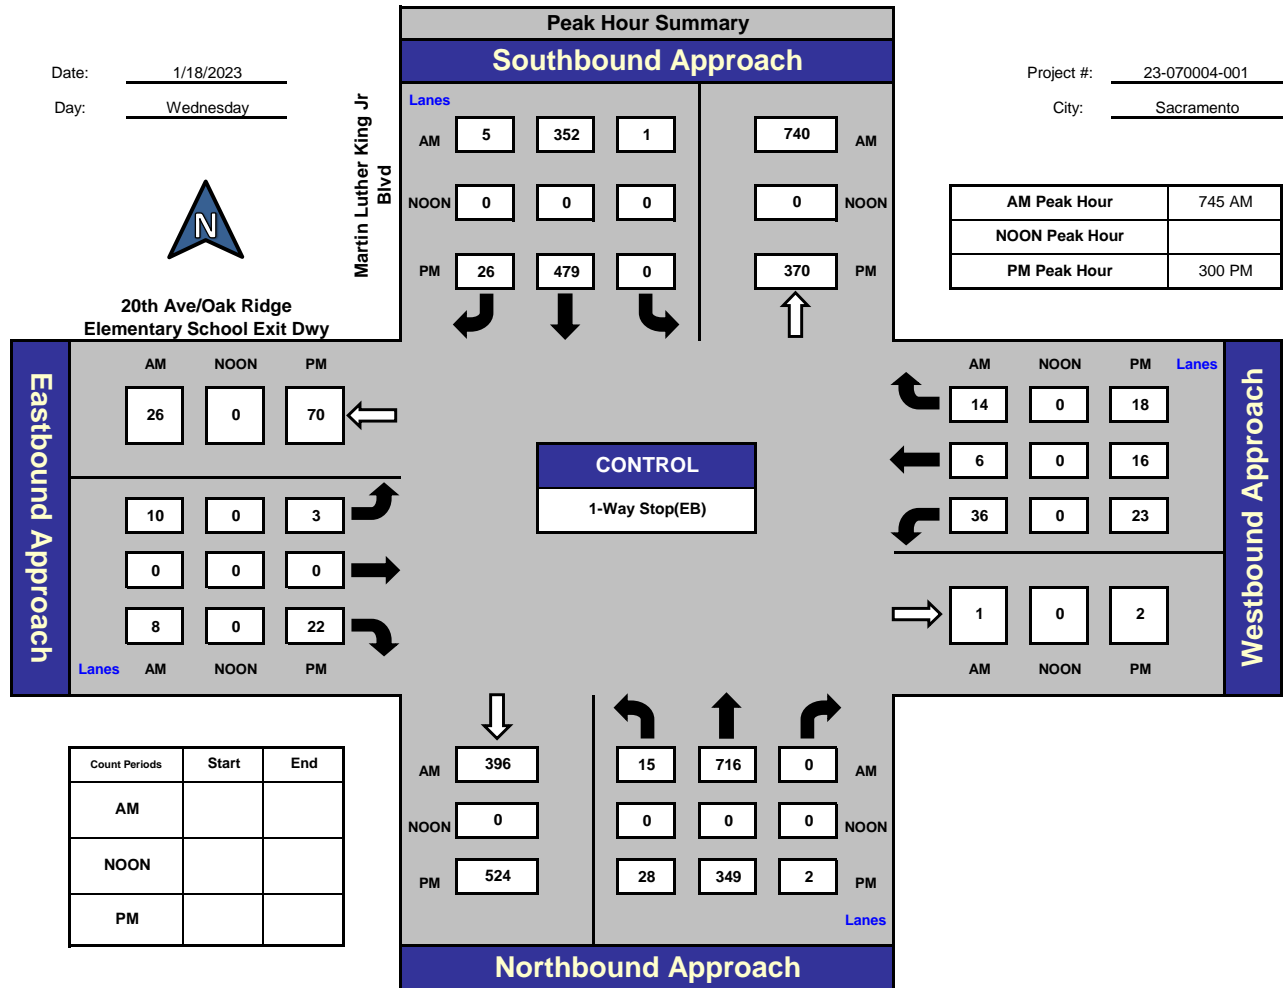 Peak Hour Summary
Southbound Approach
Date: 1/18/2023
Day: Wednesday
Project #: 23-070004-001
City: Sacramento
Martin Luther King Jr
Blvd
Lanes
AM 5 352 1 740 AM
NOON 0 0 0 0 NOON
PM 26 479 0 370 PM
N
AM Peak Hour 745 AM
NOON Peak Hour
PM Peak Hour 300 PM
20th Ave/Oak Ridge
Elementary School Exit Dwy
Eastbound Approach
AM NOON PM
26 0 70
10 0 3
0 0 0
8 0 22
Lanes AM NOON PM
CONTROL
1-Way Stop(EB)
AM NOON PM Lanes
14 0 18
6 0 16
36 0 23
1 0 2
AM NOON PM
Westbound Approach
Count Periods Start End
AM
NOON
PM
AM 396 15 716 0 AM
NOON 0 0 0 0 NOON
PM 524 28 349 2 PM
Lanes
Northbound Approach